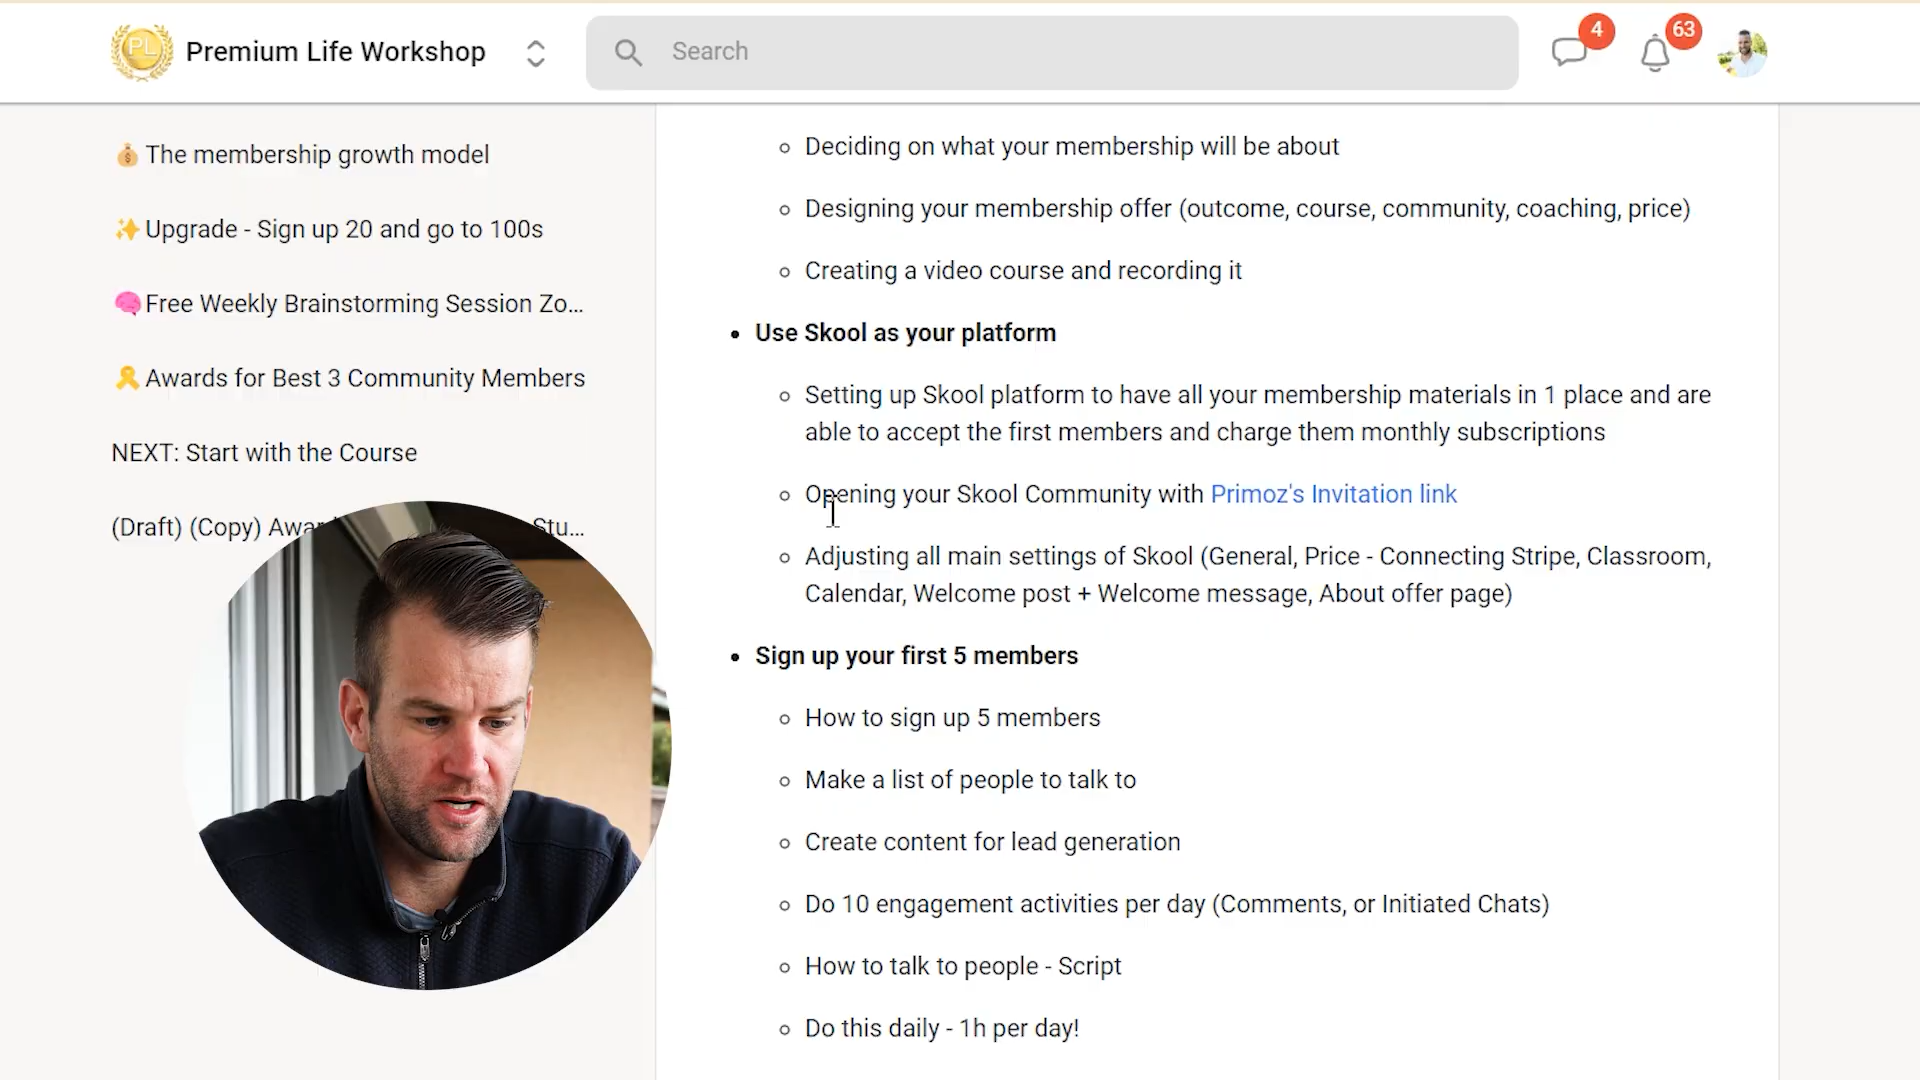 PL
Premium Life Workshop
Search
4
63
💰 The membership growth model
✨ Upgrade - Sign up 20 and go to 100s
🧠 Free Weekly Brainstorming Session Zo...
🎗️ Awards for Best 3 Community Members
NEXT: Start with the Course
(Draft) (Copy) Stu...
Deciding on what your membership will be about
Designing your membership offer (outcome, course, community, coaching, price)
Creating a video course and recording it
Use Skool as your platform
Setting up Skool platform to have all your membership materials in 1 place and are
able to accept the first members and charge them monthly subscriptions
Opening your Skool Community with Primoz's Invitation link
Adjusting all main settings of Skool (General, Price - Connecting Stripe, Classroom,
Calendar, Welcome post + Welcome message, About offer page)
Sign up your first 5 members
How to sign up 5 members
Make a list of people to talk to
Create content for lead generation
Do 10 engagement activities per day (Comments, or Initiated Chats)
How to talk to people - Script
Do this daily - 1h per day!